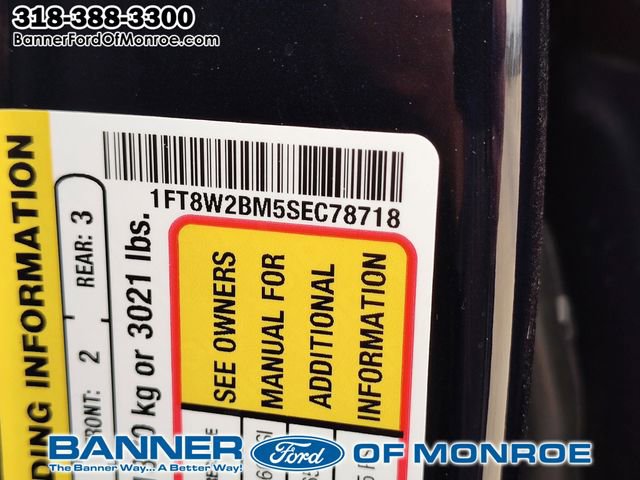 318-388-3300
BannerFordOfMonroe.com
1FT8W2BM5SEC78718
DING INFORMATION
FRONT: 2 REAR: 3
kg or 3021 lbs.
SEE OWNERS
MANUAL FOR
ADDITIONAL
INFORMATION
BANNER Ford OF MONROE
The Banner Way... A Better Way!